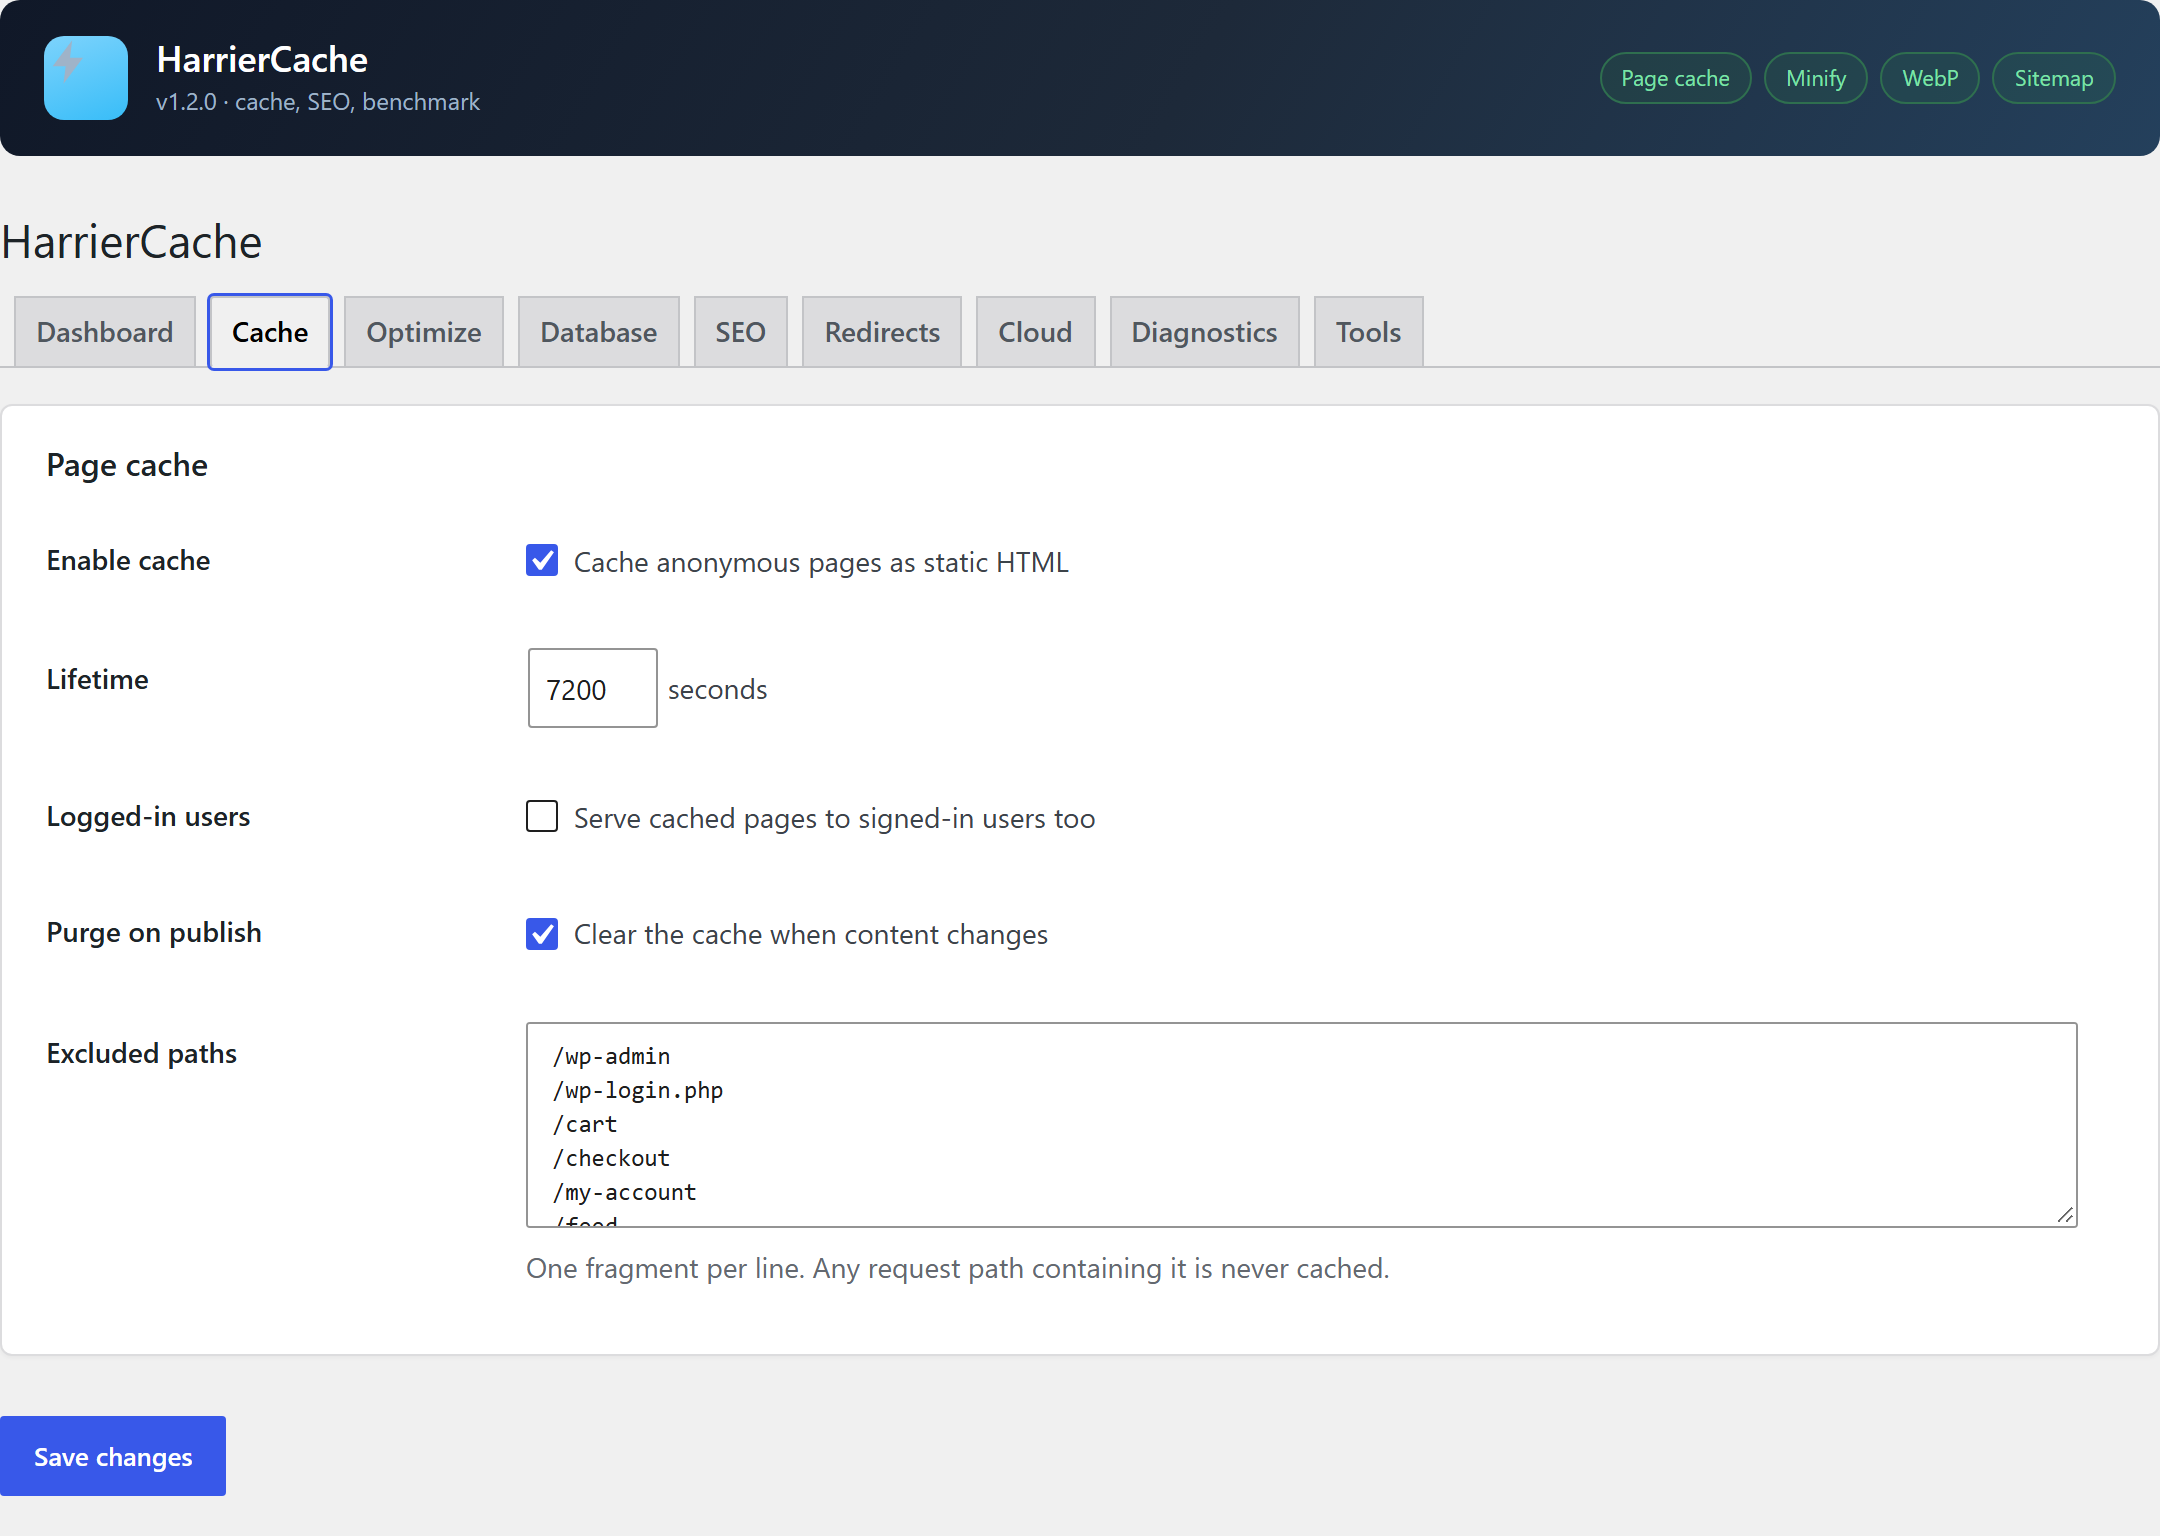 HarrierCache
v1.2.0 · cache, SEO, benchmark
Page cache
Minify
WebP
Sitemap
HarrierCache
Dashboard
Cache
Optimize
Database
SEO
Redirects
Cloud
Diagnostics
Tools
Page cache
Enable cache
Cache anonymous pages as static HTML
Lifetime
7200 seconds
Logged-in users
Serve cached pages to signed-in users too
Purge on publish
Clear the cache when content changes
Excluded paths
/wp-admin
/wp-login.php
/cart
/checkout
/my-account
/feed
One fragment per line. Any request path containing it is never cached.
Save changes